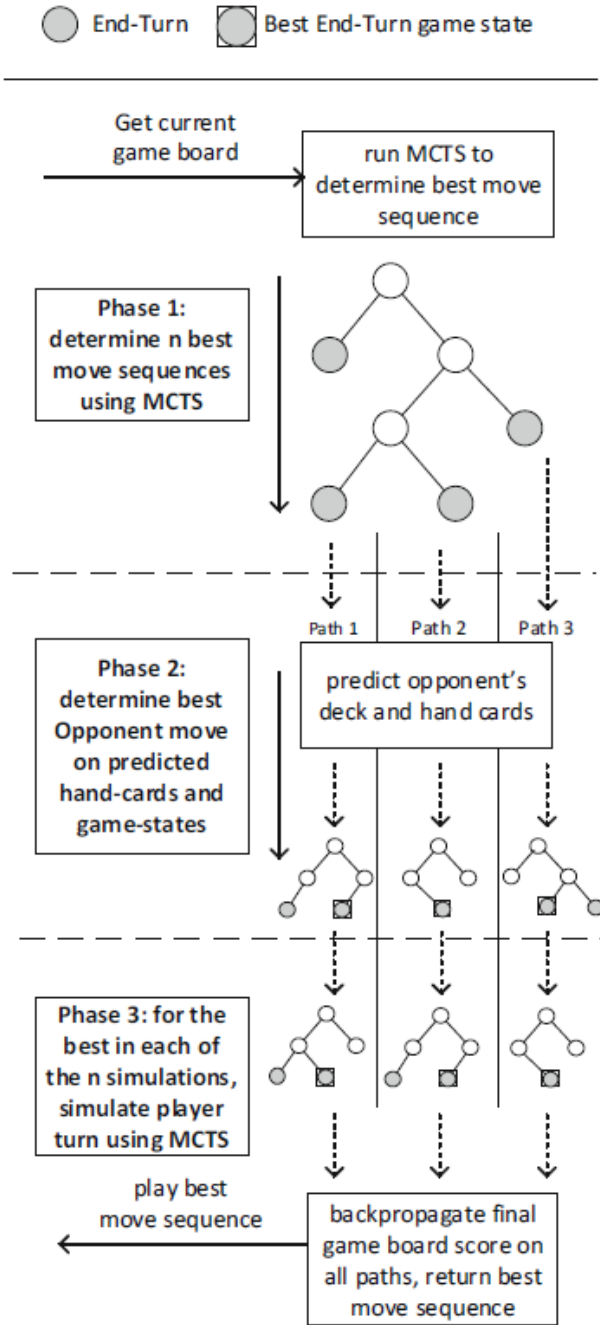 End-Turn
Best End-Turn game state
Get current
game board
run MCTS to
determine best move
sequence
Phase 1:
determine n best
move sequences
using MCTS
Path 1
Path 2
Path 3
Phase 2:
determine best
Opponent move
on predicted
hand-cards and
game-states
predict opponent's
deck and hand cards
Phase 3: for the
best in each of
the n simulations,
simulate player
turn using MCTS
play best
move sequence
backpropagate final
game board score on
all paths, return best
move sequence